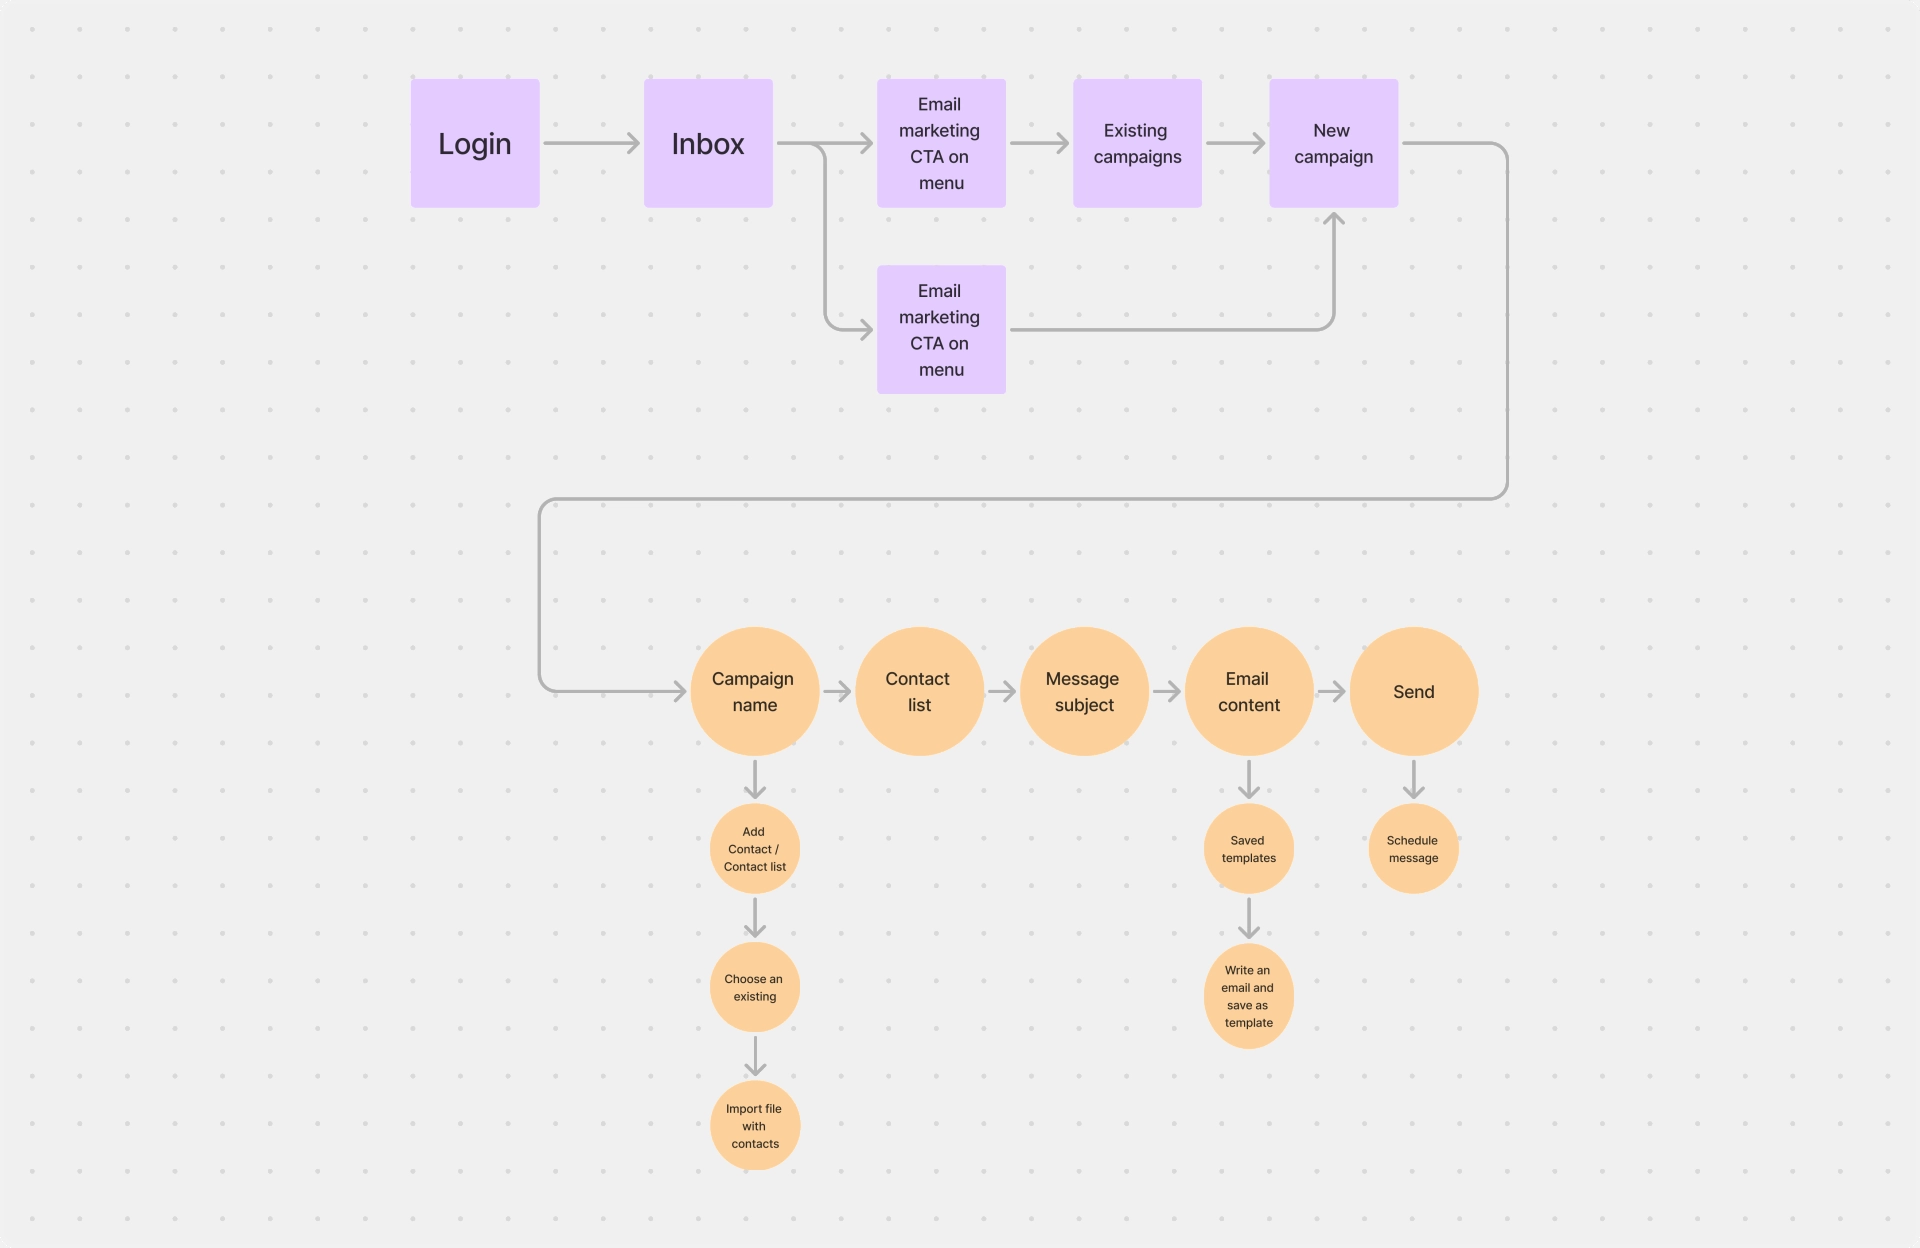 Login
Inbox
Email
marketing
CTA on
menu
Existing
campaigns
New
campaign
Email
marketing
CTA on
menu
Campaign
name
Contact
list
Message
subject
Email
content
Send
Add
Contact /
Contact list
Saved
templates
Schedule
message
Choose an
existing
Write an
email and
save as
template
Import file
with
contacts